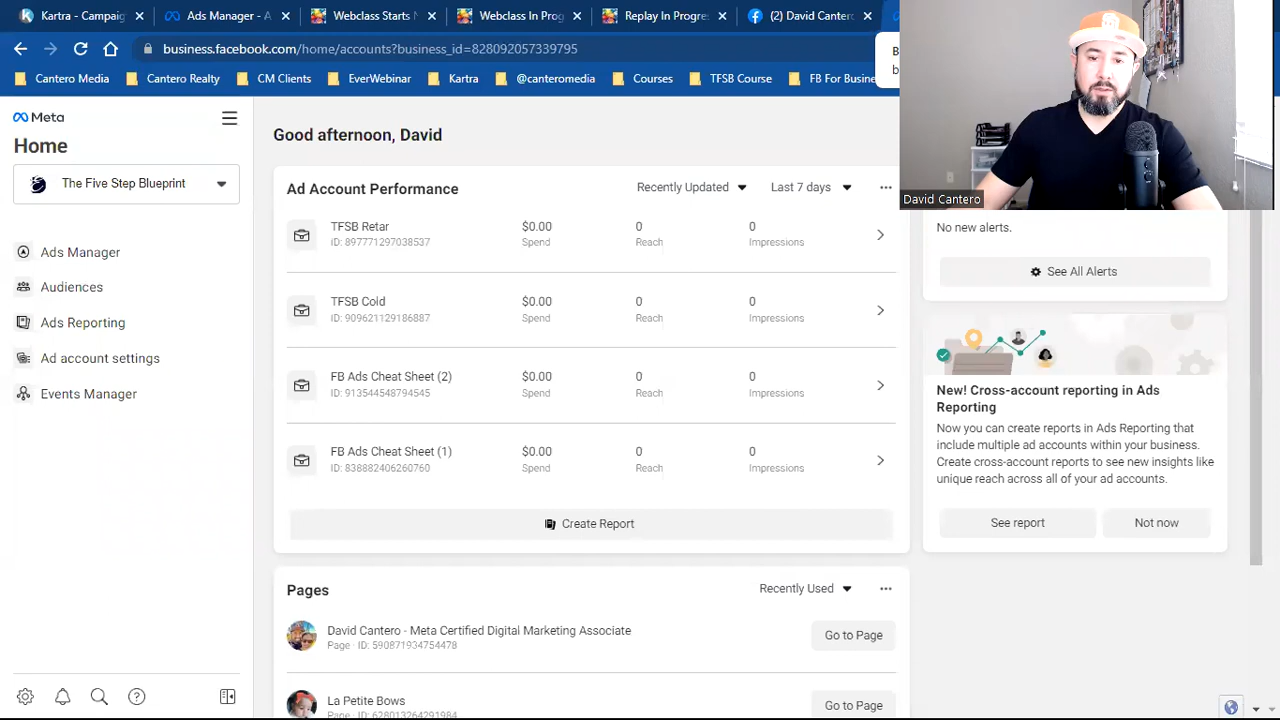 Kartra - Campaig
Ads Manager - A
Webclass Starts
Webclass In Prog
Replay In Progre
(2) David Cantero
business.facebook.com/home/accounts?business_id=828092057339795
Cantero Media
Cantero Realty
CM Clients
EverWebinar
Kartra
@canteromedia
Courses
TFSB Course
FB For Busine
David Cantero
Meta
Home
The Five Step Blueprint
Ads Manager
Audiences
Ads Reporting
Ad account settings
Events Manager
Good afternoon, David
Ad Account Performance
Recently Updated
Last 7 days
TFSB Retar $0.00 0 0
ID: 897771297038537 Spend Reach Impressions
TFSB Cold $0.00 0 0
ID: 909621129186887 Spend Reach Impressions
FB Ads Cheat Sheet (2) $0.00 0 0
ID: 913544548794545 Spend Reach Impressions
FB Ads Cheat Sheet (1) $0.00 0 0
ID: 838882406260760 Spend Reach Impressions
Create Report
Pages
Recently Used
David Cantero - Meta Certified Digital Marketing Associate
Page · ID: 590871934754478
Go to Page
La Petite Bows
Page · ID: 628013264291984
Go to Page
No new alerts.
See All Alerts
New! Cross-account reporting in Ads
Reporting
Now you can create reports in Ads Reporting that
include multiple ad accounts within your business.
Create cross-account reports to see new insights like
unique reach across all of your ad accounts.
See report
Not now